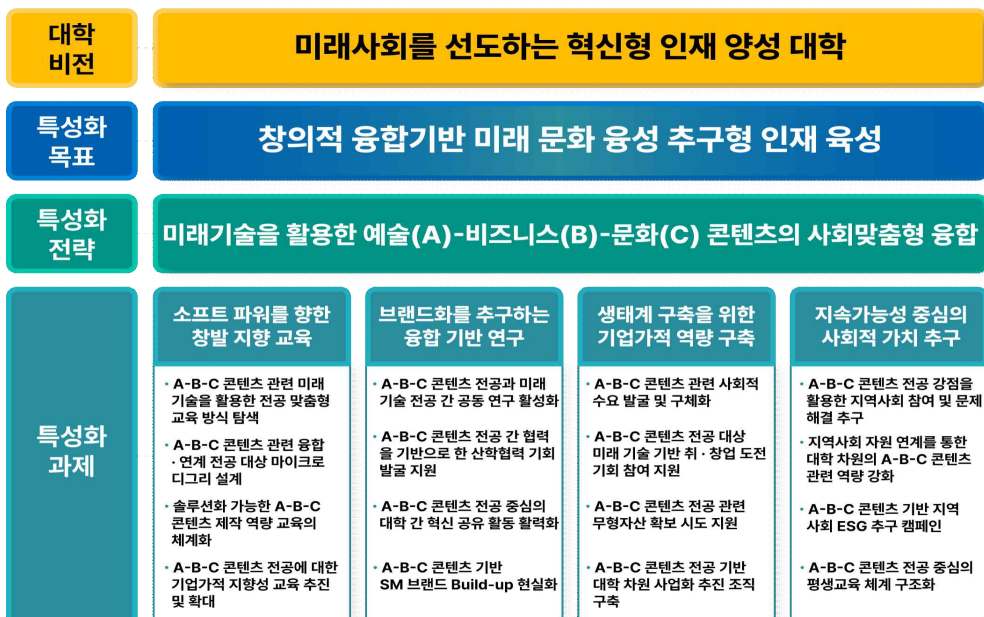 대학
비전
미래사회를 선도하는 혁신형 인재 양성 대학
특성화
목표
창의적 융합기반 미래 문화 융성 추구형 인재 육성
특성화
전략
미래기술을 활용한 예술(A)-비즈니스(B)-문화(C) 콘텐츠의 사회맞춤형 융합
특성화
과제
소프트 파워를 향한
창발 지향 교육
· A-B-C 콘텐츠 관련 미래
기술을 활용한 전공 맞춤형
교육 방식 탐색
· A-B-C 콘텐츠 관련 융합
· 연계 전공 대상 마이크로
디그리 설계
· 솔루션화 가능한 A-B-C
콘텐츠 제작 역량 교육의
체계화
· A-B-C 콘텐츠 전공에 대한
기업가적 지향성 교육 추진
및 확대
브랜드화를 추구하는
융합 기반 연구
· A-B-C 콘텐츠 전공과 미래
기술 전공 간 공동 연구 활성화
· A-B-C 콘텐츠 전공 간 협력
을 기반으로 한 산학협력 기회
발굴 지원
· A-B-C 콘텐츠 전공 중심의
대학 간 혁신 공유 활동 활력화
· A-B-C 콘텐츠 기반
SM 브랜드 Build-up 현실화
생태계 구축을 위한
기업가적 역량 구축
· A-B-C 콘텐츠 관련 사회적
수요 발굴 및 구체화
· A-B-C 콘텐츠 전공 대상
미래 기술 기반 취 · 창업 도전
기회 참여 지원
· A-B-C 콘텐츠 전공 관련
무형자산 확보 시도 지원
· A-B-C 콘텐츠 전공 기반
대학 차원 사업화 추진 조직
구축
지속가능성 중심의
사회적 가치 추구
· A-B-C 콘텐츠 전공 강점을
활용한 지역사회 참여 및 문제
해결 추구
· 지역사회 자원 연계를 통한
대학 차원의 A-B-C 콘텐츠
관련 역량 강화
· A-B-C 콘텐츠 기반 지역
사회 ESG 추구 캠페인
· A-B-C 콘텐츠 전공 중심의
평생교육 체계 구조화